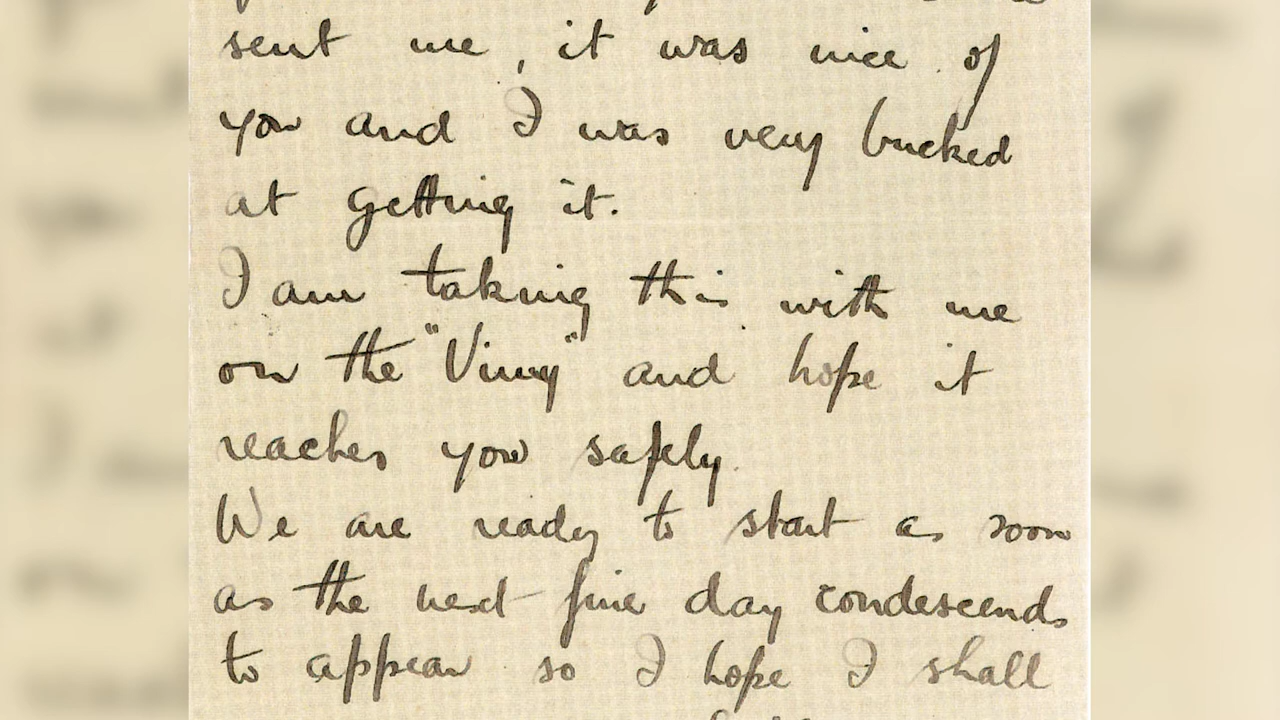 sent me, it was nice of
you and I was very bucked
at getting it.
I am taking this with me
on the "Vimy" and hope it
reaches you safely.
We are ready to start as soon
as the next fine day condescends
to appear so I hope I shall